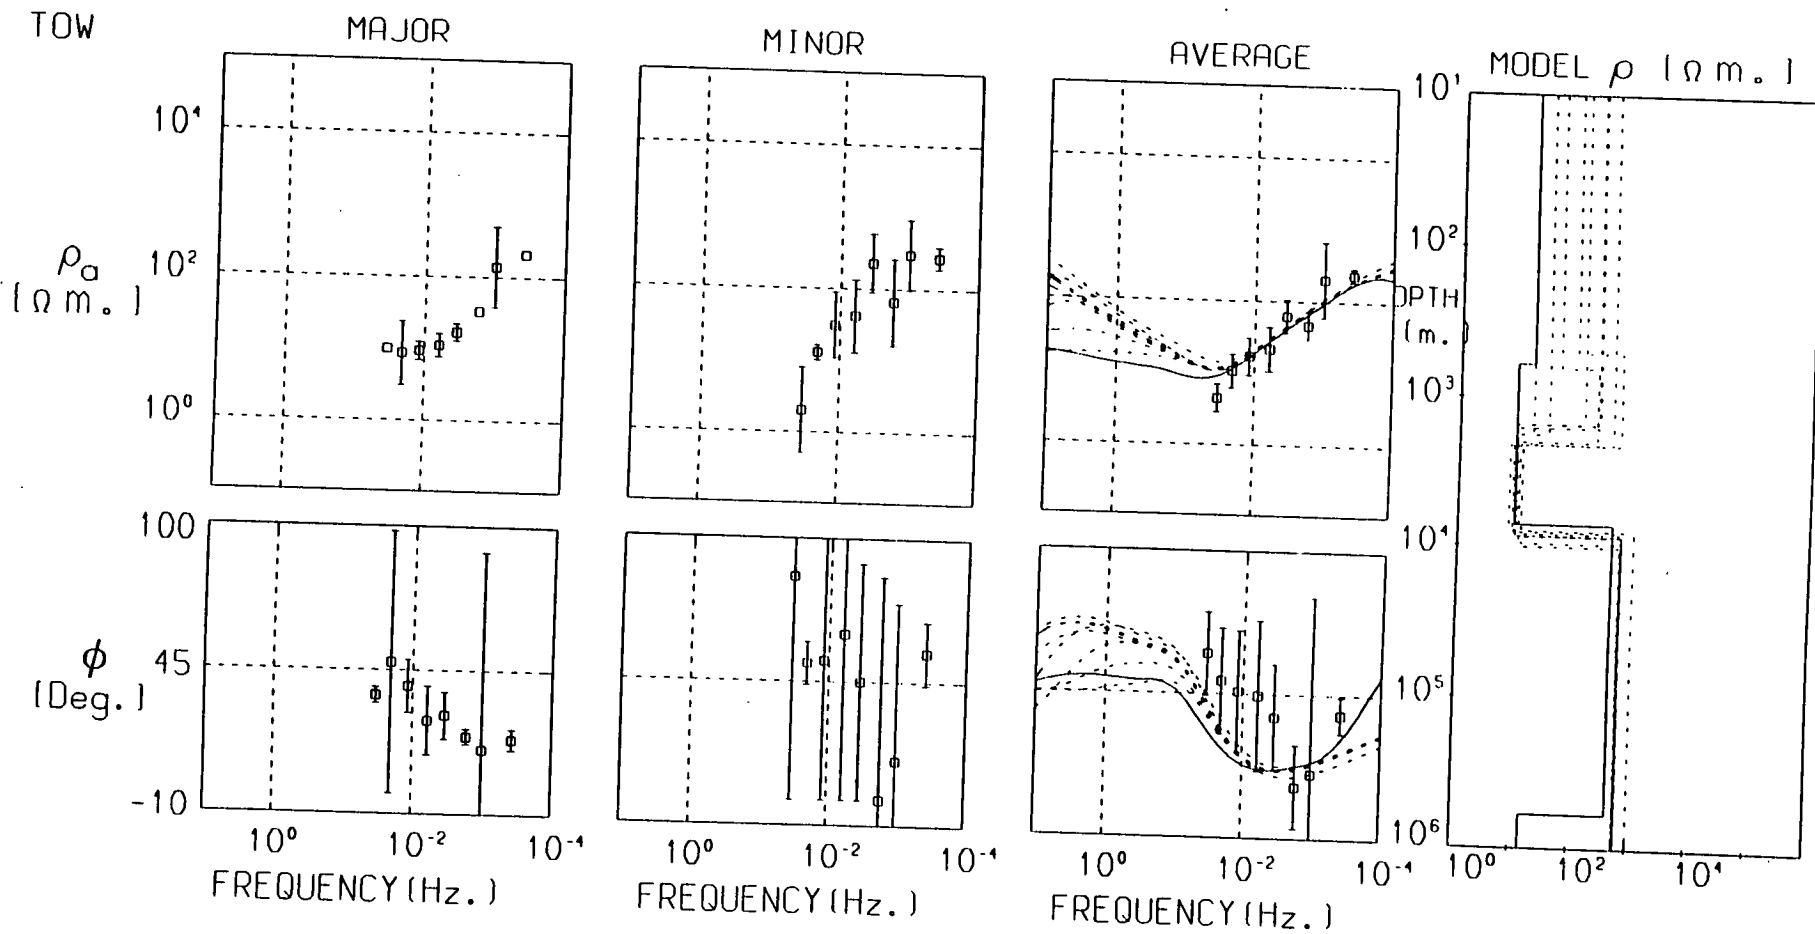 TOW
MAJOR
MINOR
AVERAGE
MODEL ρ (Ω m.)
10⁴
10²
10⁰
ρa
(Ω m.)
10¹
10²
DPTH
(m.)
10³
10⁴
10⁵
10⁶
100
45
-10
φ
(Deg.)
10⁰ 10⁻² 10⁻⁴
FREQUENCY(Hz.)
10⁰ 10⁻² 10⁻⁴
FREQUENCY(Hz.)
10⁰ 10⁻² 10⁻⁴
FREQUENCY(Hz.)
10⁰ 10² 10⁴